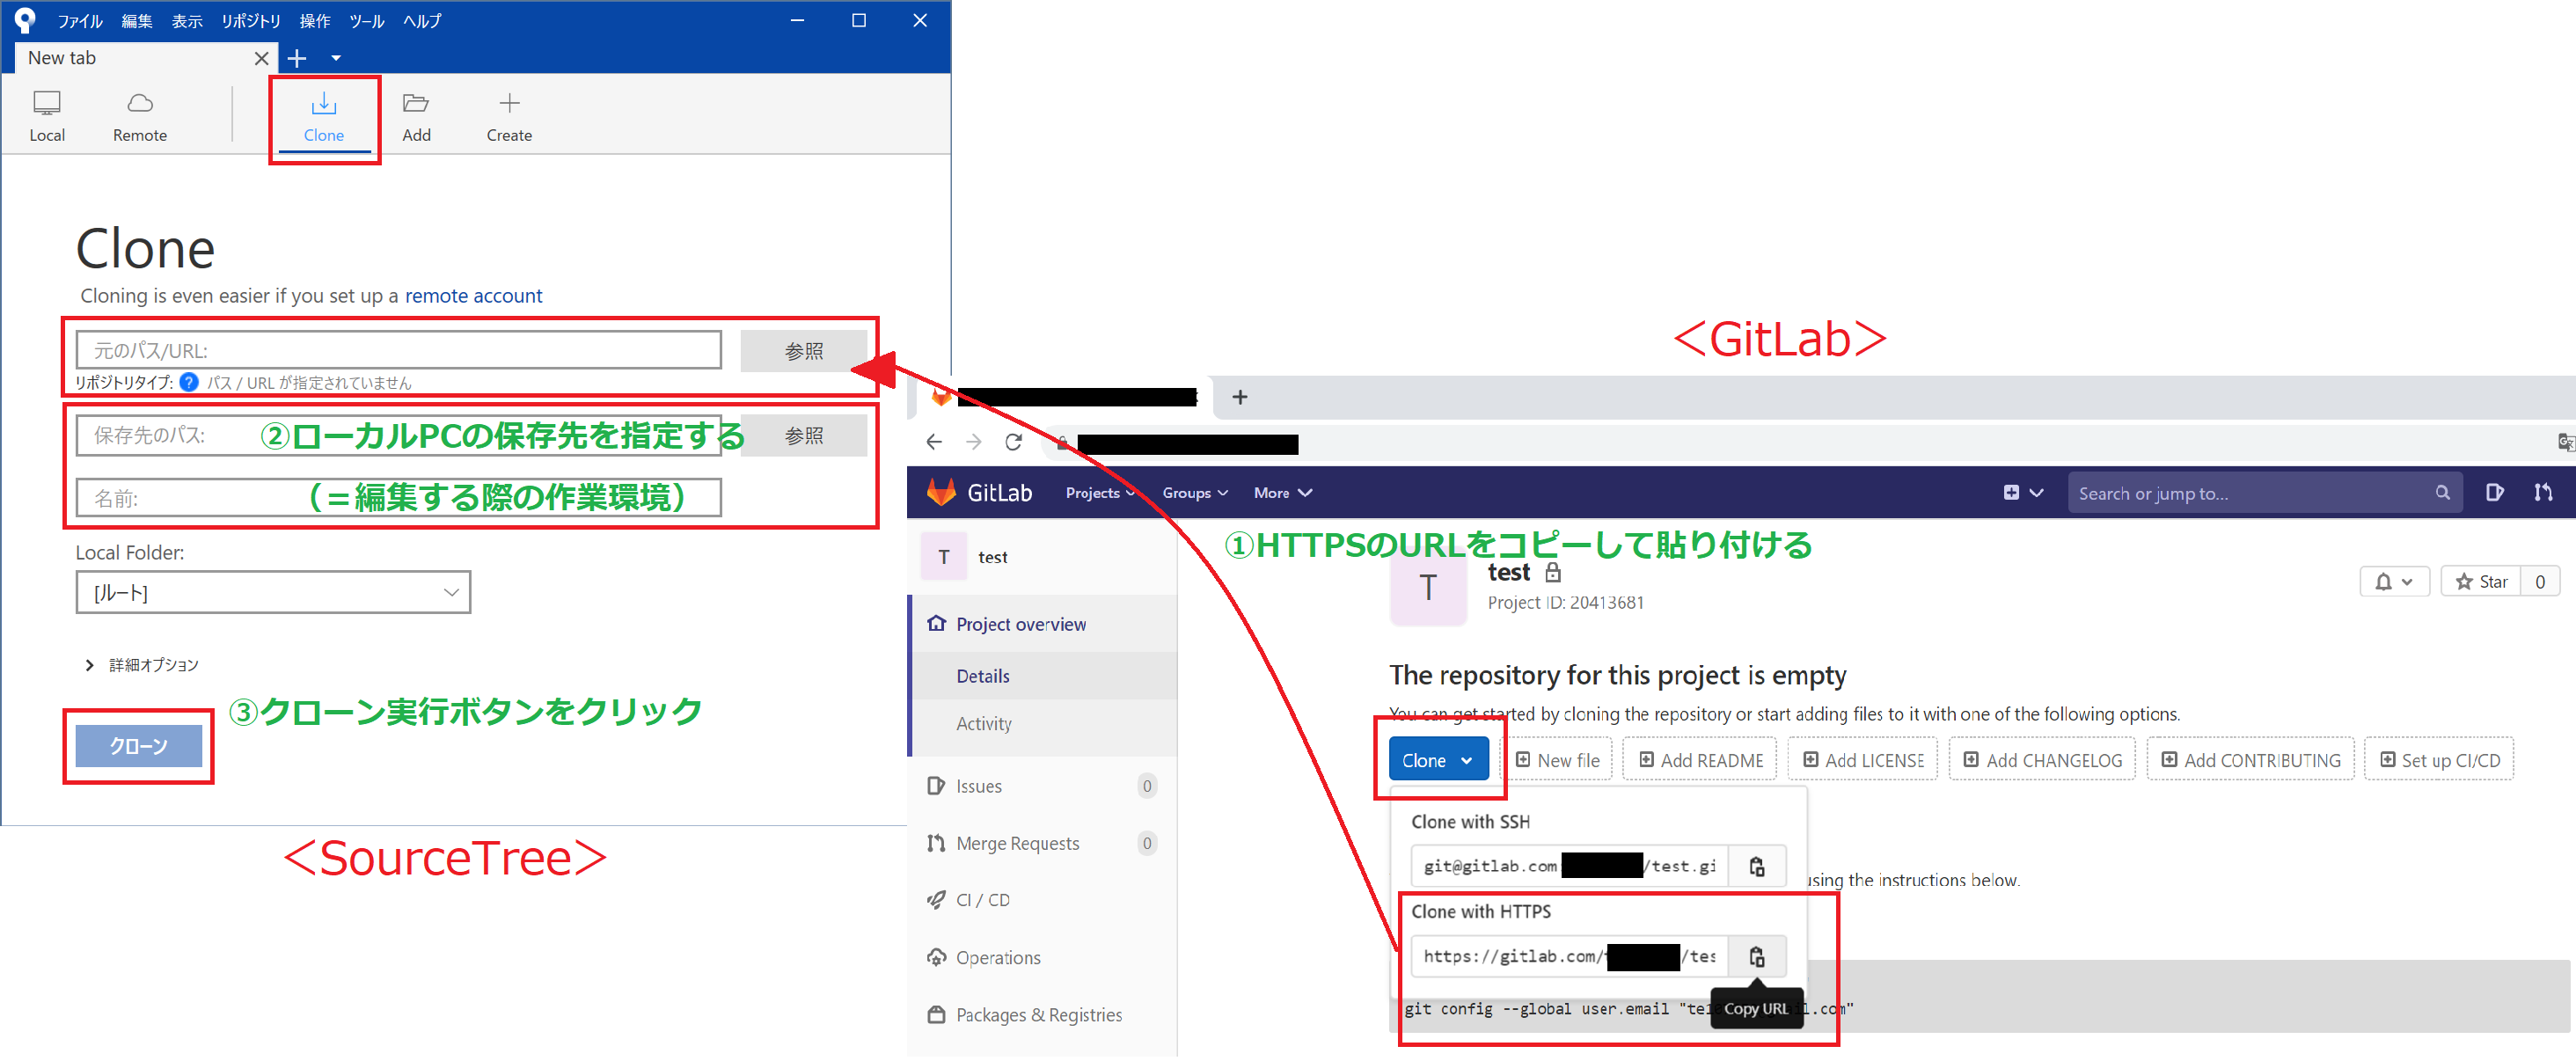 ファイル 編集 表示 リポジトリ 操作 ツール ヘルプ
New tab
Local Remote Clone Add Create
Clone
Cloning is even easier if you set up a remote account
元のパス/URL: 参照
リポジトリタイプ: ? パス / URL が指定されていません
保存先のパス: ②ローカルPCの保存先を指定する 参照
名前: （＝編集する際の作業環境）
Local Folder:
[ルート]
詳細オプション
③クローン実行ボタンをクリック
クローン
＜SourceTree＞
＜GitLab＞
GitLab Projects Groups More Search or jump to...
①HTTPSのURLをコピーして貼り付ける
T test
Project overview
Details
Activity
Issues 0
Merge Requests 0
CI / CD
Operations
Packages & Registries
T test
Project ID: 20413681
Star 0
The repository for this project is empty
You can get started by cloning the repository or start adding files to it with one of the following options.
Clone New file Add README Add LICENSE Add CHANGELOG Add CONTRIBUTING Set up CI/CD
Clone with SSH
git@gitlab.com /test.gi
using the instructions below.
Clone with HTTPS
https://gitlab.com/ /tes
Copy URL
git config --global user.email "te il.com"